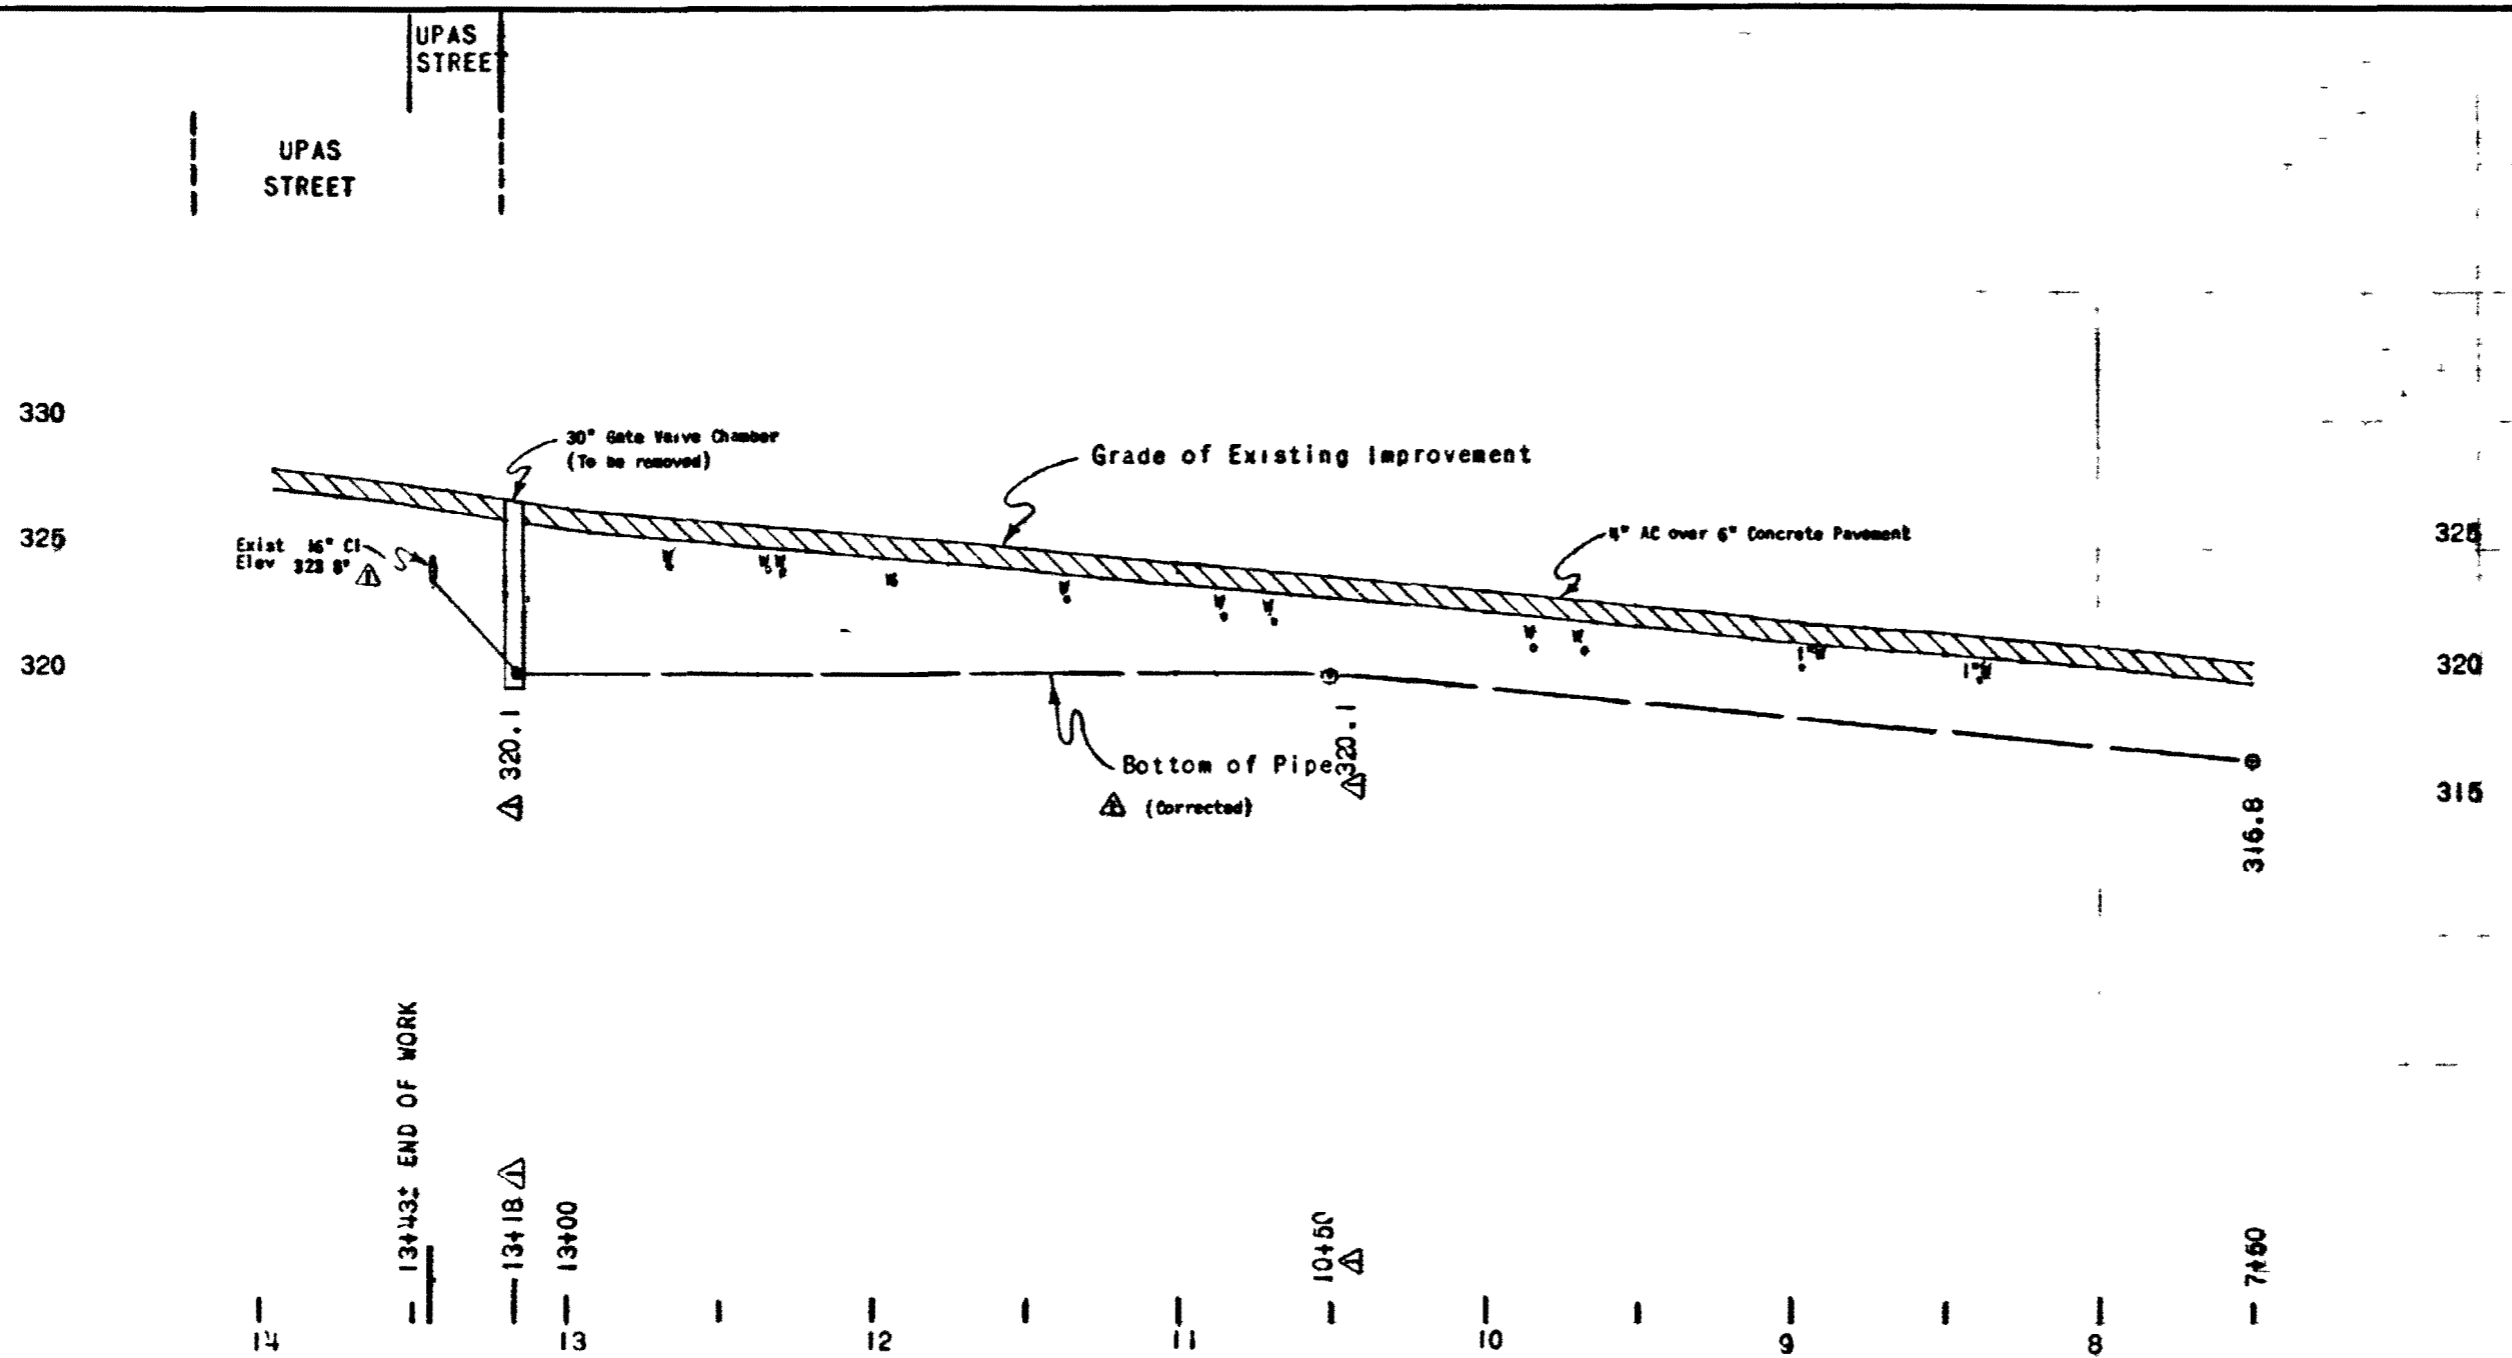 UPAS
STREET
UPAS
STREET
330
30" Gate Valve Chamber
(To be removed)
Grade of Existing Improvement
325
Exist 16" CI
4" AC over 6" Concrete Pavement
325
W
W
W
W
W
W
W
W
W
320
320
320.1
320.1
Bottom of Pipe
(Corrected)
315
316.8
13+43± END OF WORK
13+18
13+00
10+50
7+50
14
13
12
11
10
9
8